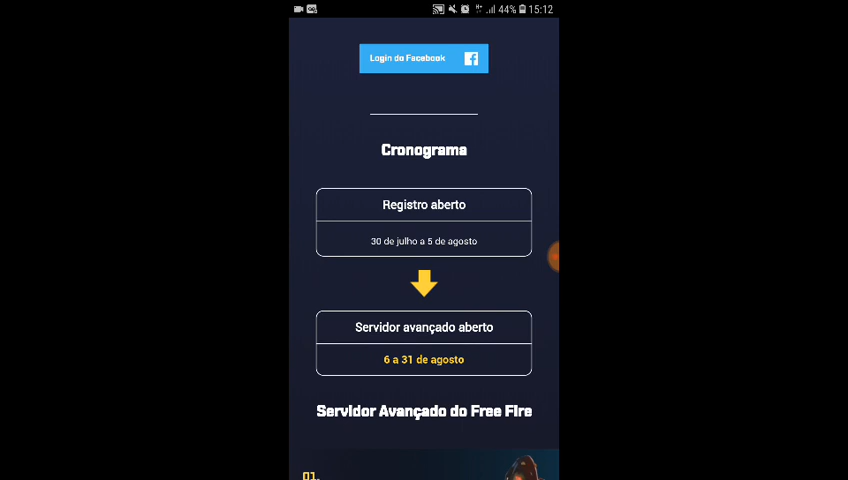 44% 15:12
Login do Facebook
Cronograma
Registro aberto
30 de julho a 5 de agosto
Servidor avançado aberto
6 a 31 de agosto
Servidor Avançado do Free Fire
01.